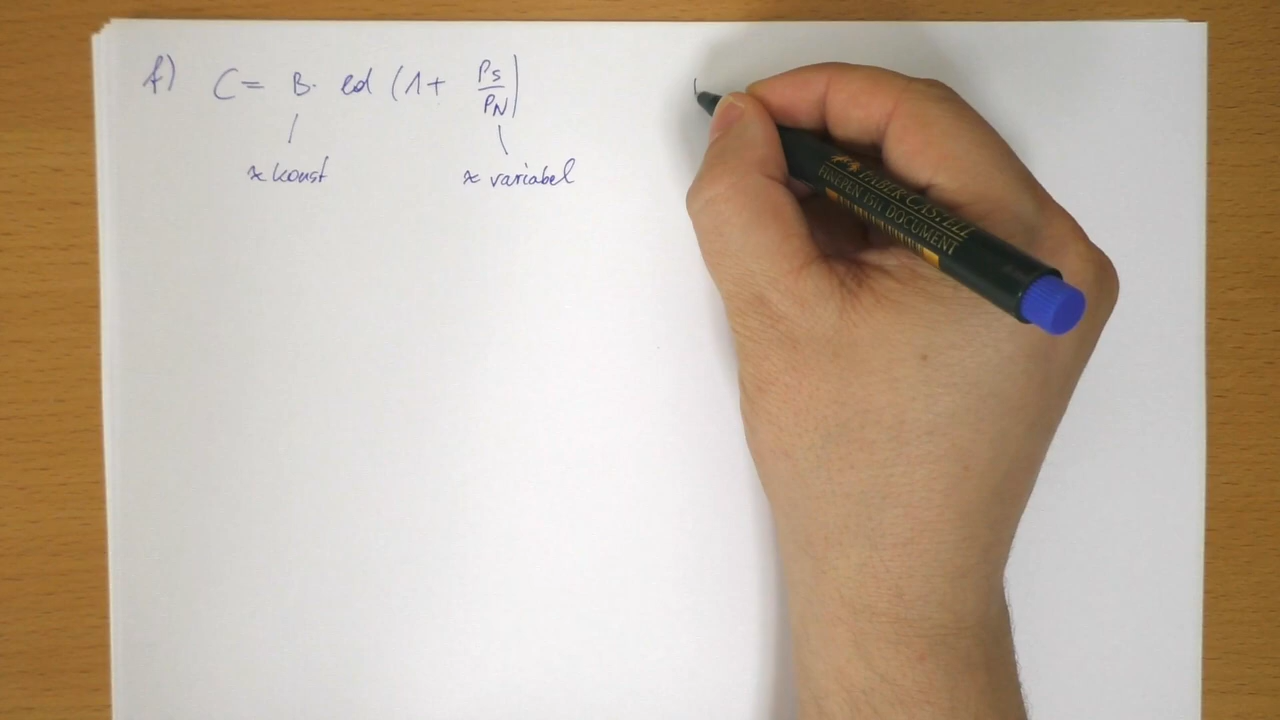 f) C = B · ld (1 + PS/PN)
≈ konst ≈ variabel
FABER-CASTELL
FINEPEN 1511 DOCUMENT